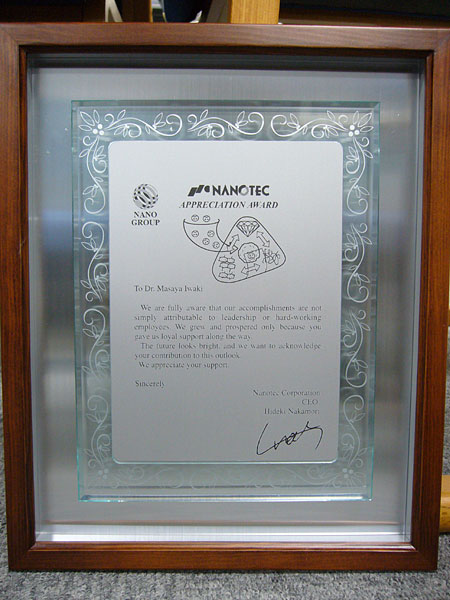 NANO
GROUP
NANOTEC
APPRECIATION AWARD
To Dr. Masaya Iwaki
We are fully aware that our accomplishments are not
simply attributable to leadership or hard-working
employees. We grew and prospered only because you
gave us loyal support along the way.
The future looks bright, and we want to acknowledge
your contribution to this outlook.
We appreciate your support.
Sincerely
Nanotec Corporation
CEO
Hideki Nakamori